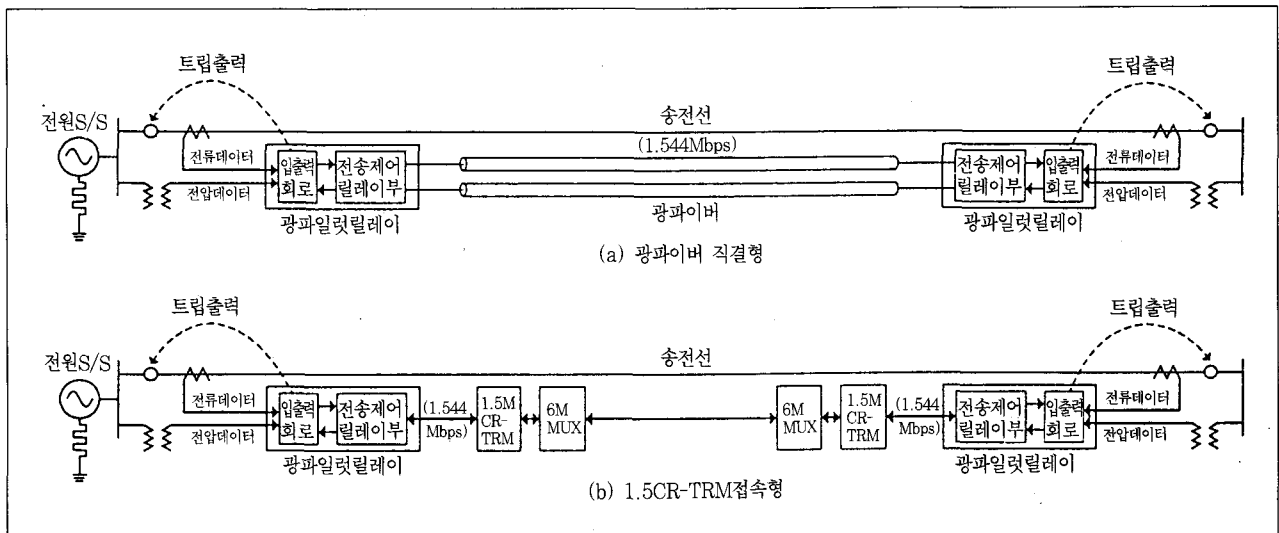 트립출력
트립출력
전원S/S
송전선
(1.544Mbps)
전류데이터
입출력
회로
전송제어
릴레이부
전송제어
릴레이부
입출력
회로
전류데이터
전압데이터
전압데이터
광파일럿릴레이
광파이버
광파일럿릴레이
(a) 광파이버 직결형
트립출력
트립출력
전원S/S
송전선
전류데이터
입출력
회로
전송제어
릴레이부
(1.544
Mbps)
1.5M
CR-
TRM
6M
MUX
6M
MUX
1.5M
CR-
TRM
(1.544
Mbps)
전송제어
릴레이부
입출력
회로
전류데이터
전압데이터
전압데이터
광파일럿릴레이
광파일럿릴레이
(b) 1.5CR-TRM접속형